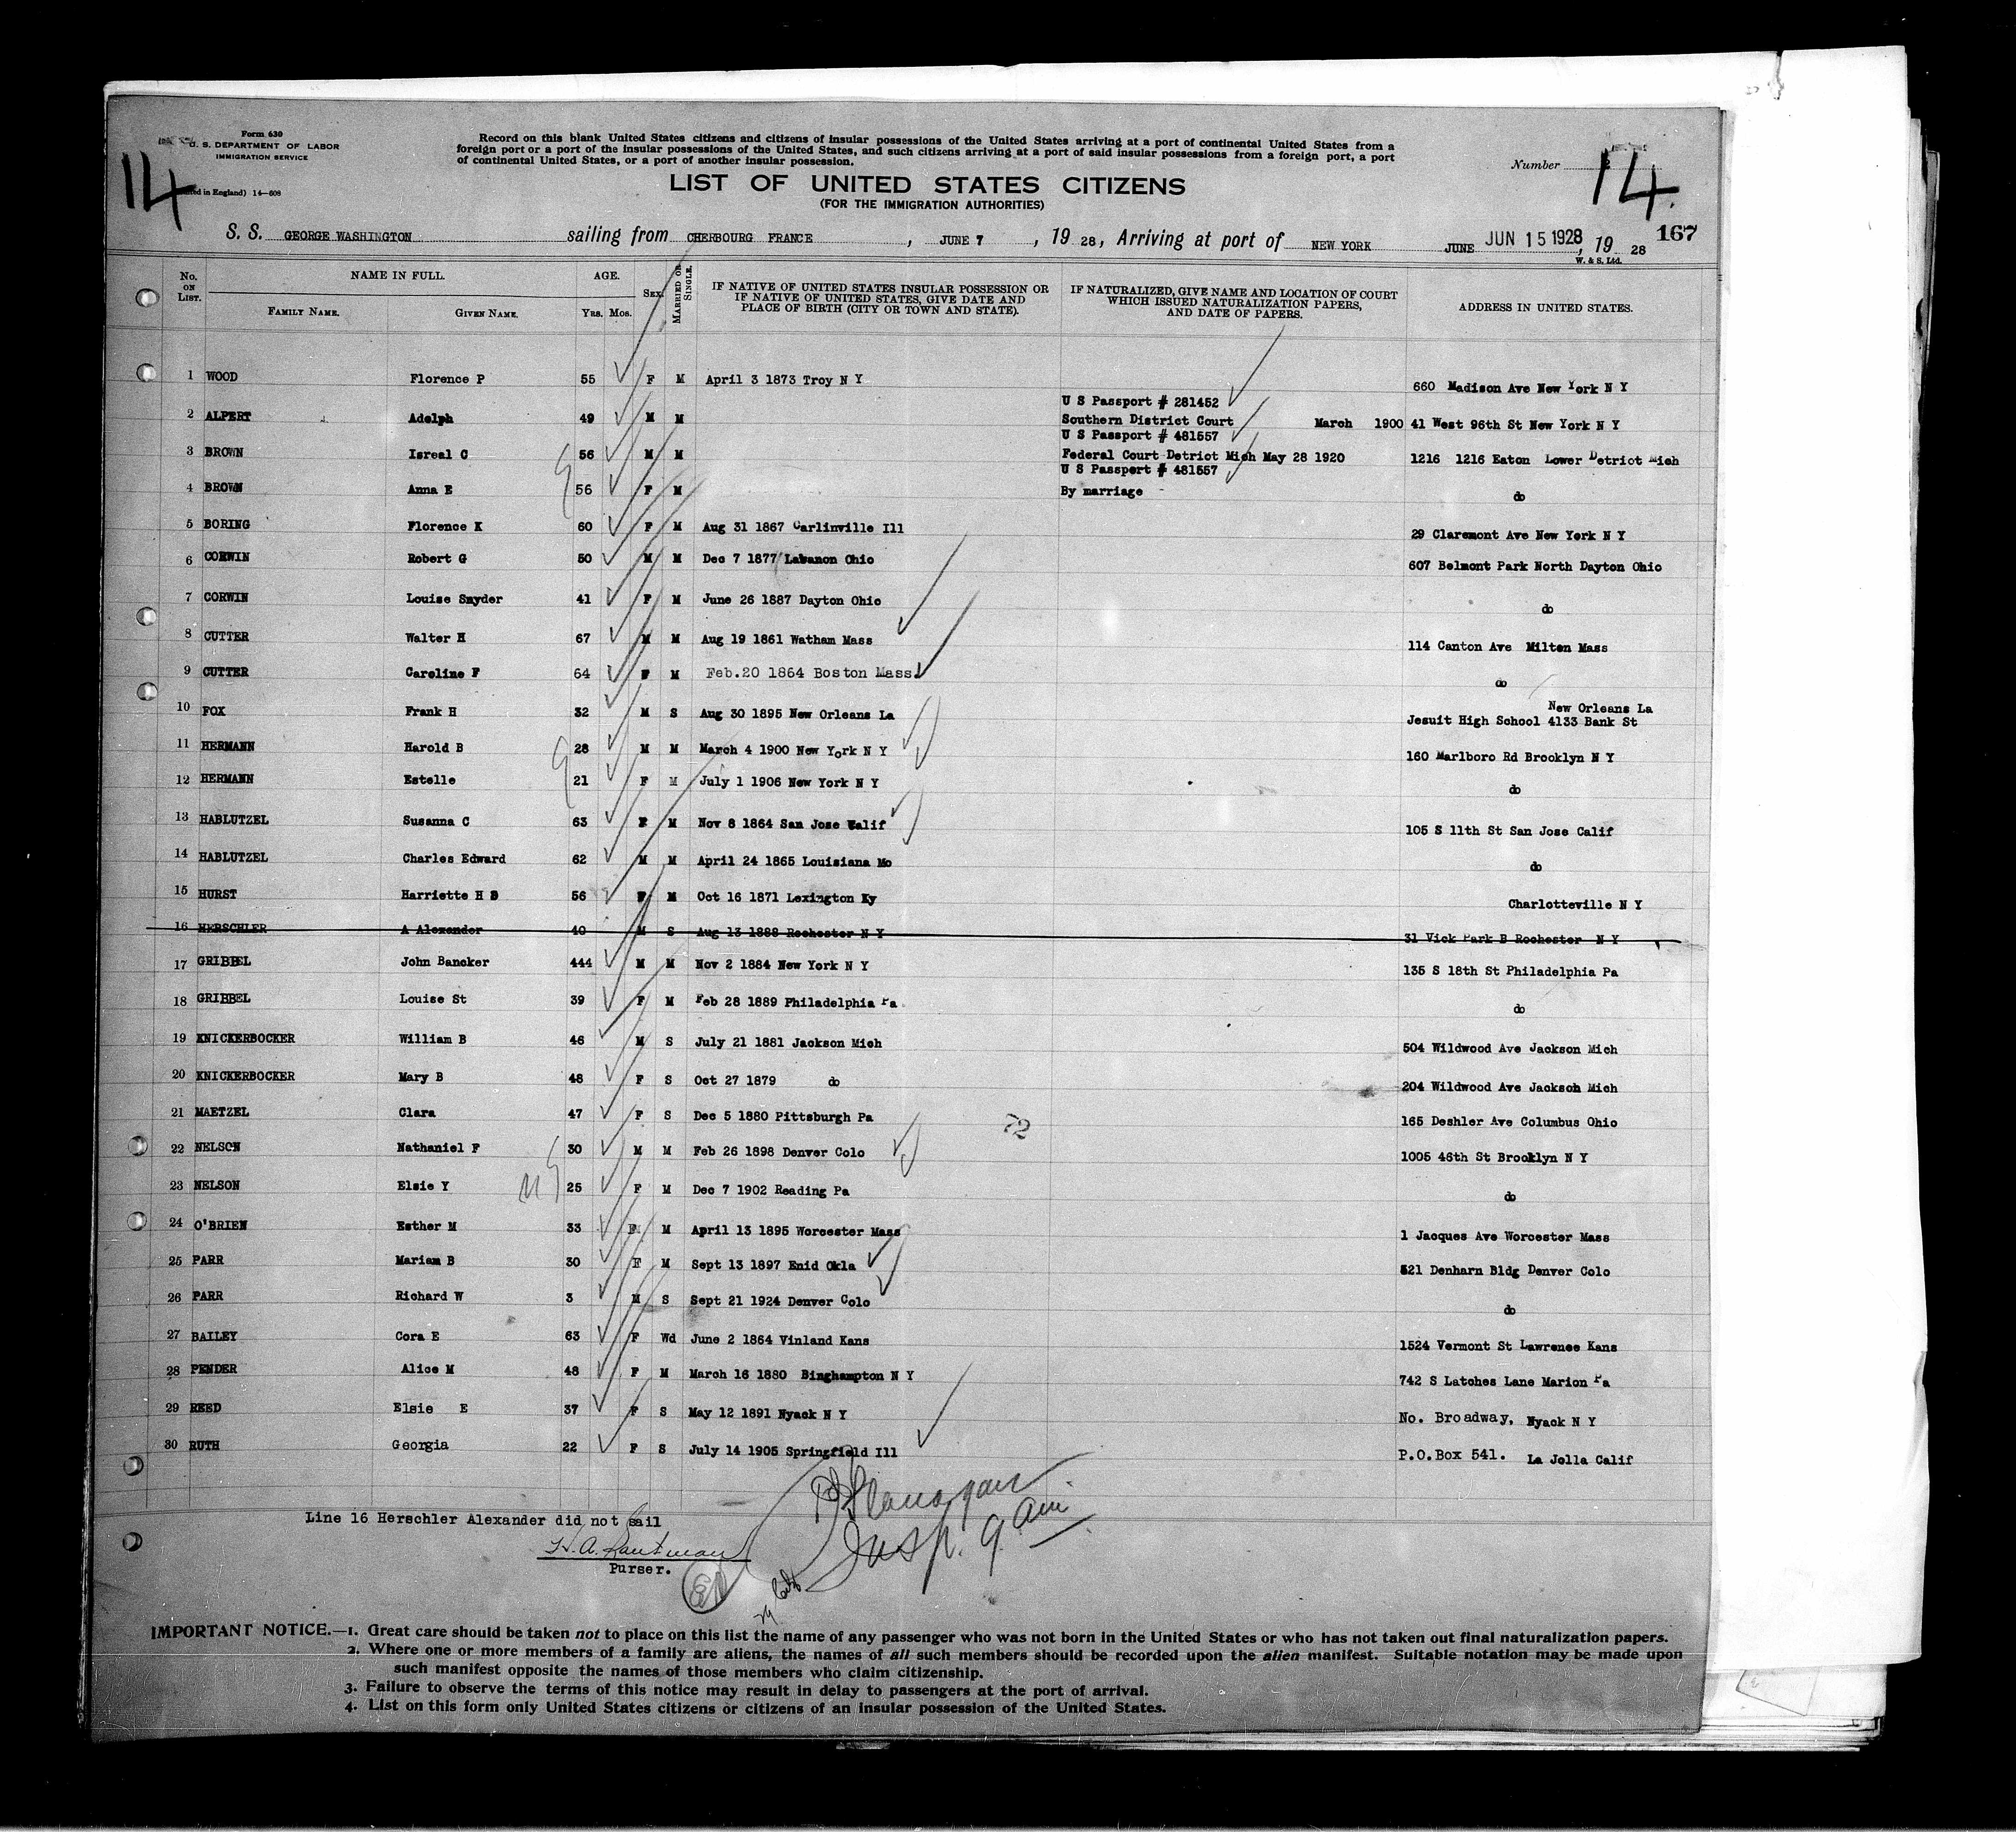 Form 630
U. S. DEPARTMENT OF LABOR
IMMIGRATION SERVICE
in England) 14—608
14
Record on this blank United States citizens and citizens of insular possessions of the United States arriving at a port of continental United States from a
foreign port or a port of the insular possessions of the United States, and such citizens arriving at a port of said insular possessions from a foreign port, a port
of continental United States, or a port of another insular possession.
Number 14.
LIST OF UNITED STATES CITIZENS
(FOR THE IMMIGRATION AUTHORITIES)
S. S. GEORGE WASHINGTON sailing from CHERBOURG FRANCE, JUNE 7, 19 28, Arriving at port of NEW YORK JUNE JUN 15 1928, 19 28 167
W. & S. Ltd.
No. ON LIST. NAME IN FULL. FAMILY NAME. GIVEN NAME. AGE. Yrs. Mos. SEX. MARRIED OR SINGLE. IF NATIVE OF UNITED STATES INSULAR POSSESSION OR IF NATIVE OF UNITED STATES, GIVE DATE AND PLACE OF BIRTH (CITY OR TOWN AND STATE). IF NATURALIZED, GIVE NAME AND LOCATION OF COURT WHICH ISSUED NATURALIZATION PAPERS, AND DATE OF PAPERS. ADDRESS IN UNITED STATES.
1 WOOD Florence P 55 F M April 3 1873 Troy N Y 660 Madison Ave New York N Y
U S Passport # 281452
2 ALPERT Adolph 49 M M Southern District Court March 1900 41 West 96th St New York N Y
U S Passport # 481557
3 BROWN Isreal C 56 M M Federal Court Detriot Mich May 28 1920 1216 1216 Eaton Lower Detriot Mich
U S Passport # 481557
4 BROWN Anna E 56 F M By marriage do
5 BORING Florence K 60 F M Aug 31 1867 Carlinville Ill 29 Claremont Ave New York N Y
6 CORWIN Robert G 50 M M Dec 7 1877 Lebanon Ohio 607 Belmont Park North Dayton Ohio
7 CORWIN Louise Snyder 41 F M June 26 1887 Dayton Ohio do
8 CUTTER Walter H 67 M M Aug 19 1861 Watham Mass 114 Canton Ave Milton Mass
9 CUTTER Caroline F 64 F M Feb.20 1864 Boston Mass. do
10 FOX Frank H 32 M S Aug 30 1895 New Orleans La New Orleans La
Jesuit High School 4133 Bank St
11 HERMANN Harold B 28 M M March 4 1900 New York N Y 160 Marlboro Rd Brooklyn N Y
12 HERMANN Estelle 21 F M July 1 1906 New York N Y do
13 HABLUTZEL Susanna C 63 F M Nov 8 1864 San Jose Calif 105 S 11th St San Jose Calif
14 HABLUTZEL Charles Edward 62 M M April 24 1865 Louisiana Mo do
15 HURST Harriette H B 56 F M Oct 16 1871 Lexington Ky Charlotteville N Y
16 HERSCHLER A Alexander 40 M S Aug 13 1888 Rochester N Y 31 Vick Park B Rochester N Y
17 GRIBBEL John Bancker 444 M M Nov 2 1884 New York N Y 135 S 18th St Philadelphia Pa
18 GRIBBEL Louise St 39 F M Feb 28 1889 Philadelphia Pa do
19 KNICKERBOCKER William B 46 M S July 21 1881 Jackson Mich 504 Wildwood Ave Jackson Mich
20 KNICKERBOCKER Mary B 48 F S Oct 27 1879 do 204 Wildwood Ave Jackson Mich
21 MAETZEL Clara 47 F S Dec 5 1880 Pittsburgh Pa 165 Deshler Ave Columbus Ohio
72
22 NELSON Nathaniel F 30 M M Feb 26 1898 Denver Colo 1005 46th St Brooklyn N Y
23 NELSON Elsie Y 25 F M Dec 7 1902 Reading Pa do
24 O'BRIEN Esther M 33 F M April 13 1895 Worcester Mass 1 Jacques Ave Worcester Mass
25 PARR Mariam B 30 F M Sept 13 1897 Enid Okla 521 Denharn Bldg Denver Colo
26 PARR Richard W 3 M S Sept 21 1924 Denver Colo do
27 BAILEY Cora E 63 F Wd June 2 1864 Vinland Kans 1524 Vermont St Lawrence Kans
28 PENDER Alice M 48 F M March 16 1880 Binghampton N Y 742 S Latches Lane Marion Pa
29 REED Elsie E 37 F S May 12 1891 Nyack N Y No. Broadway, Nyack N Y
30 RUTH Georgia 22 F S July 14 1905 Springfield Ill P.O.Box 541. La Jolla Calif
Line 16 Herschler Alexander did not sail
Purser.
Insp. 9 am
IMPORTANT NOTICE.—1. Great care should be taken not to place on this list the name of any passenger who was not born in the United States or who has not taken out final naturalization papers.
2. Where one or more members of a family are aliens, the names of all such members should be recorded upon the alien manifest. Suitable notation may be made upon
such manifest opposite the names of those members who claim citizenship.
3. Failure to observe the terms of this notice may result in delay to passengers at the port of arrival.
4. List on this form only United States citizens or citizens of an insular possession of the United States.